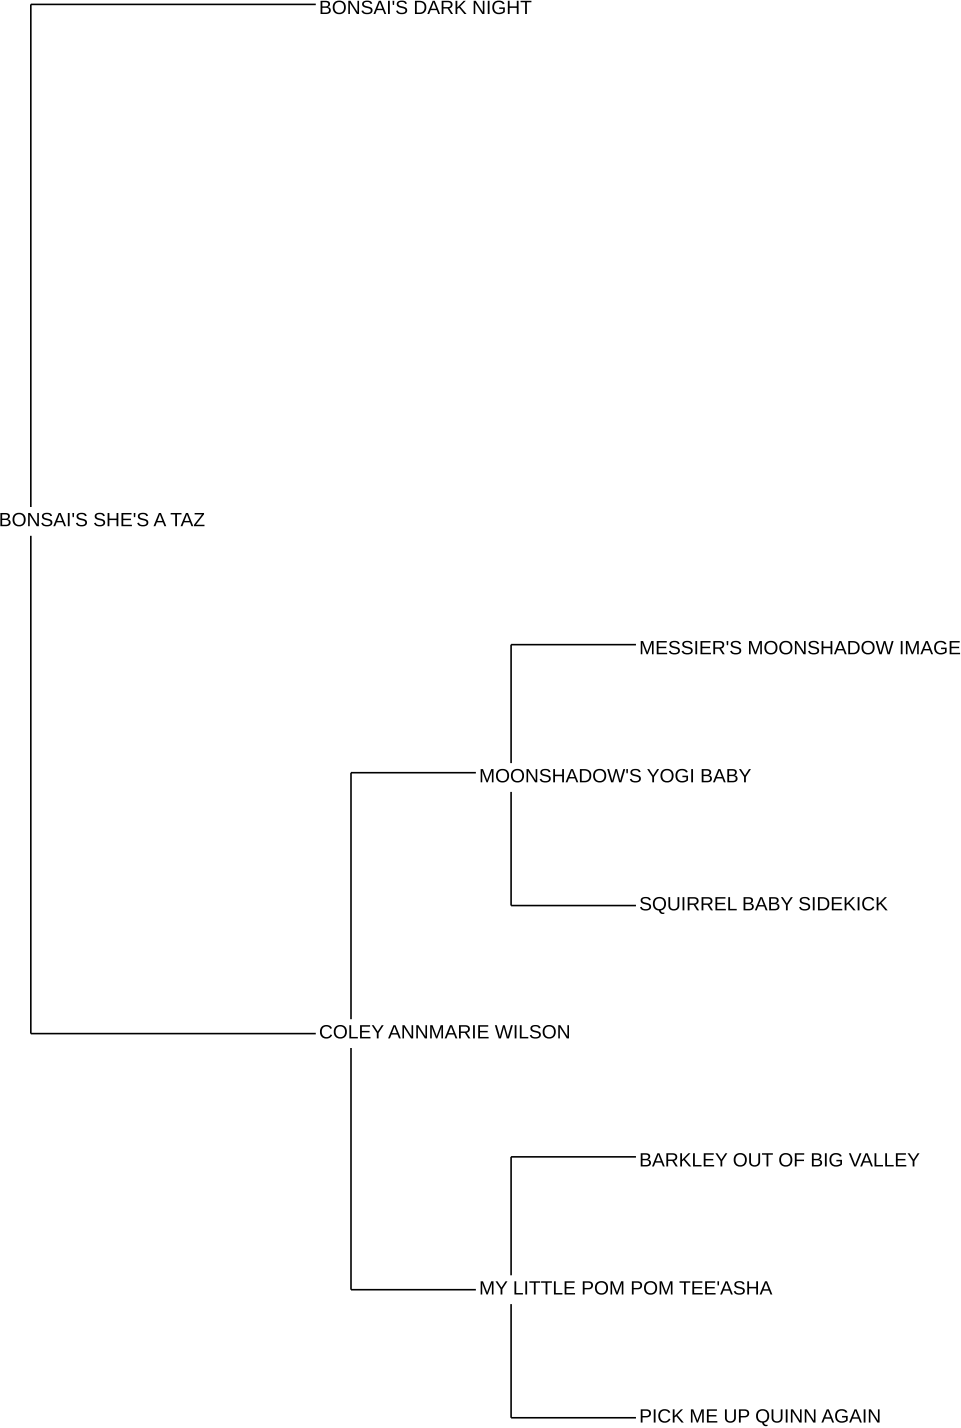 BONSAI'S DARK NIGHT
BONSAI'S SHE'S A TAZ
MESSIER'S MOONSHADOW IMAGE
MOONSHADOW'S YOGI BABY
SQUIRREL BABY SIDEKICK
COLEY ANNMARIE WILSON
BARKLEY OUT OF BIG VALLEY
MY LITTLE POM POM TEE'ASHA
PICK ME UP QUINN AGAIN